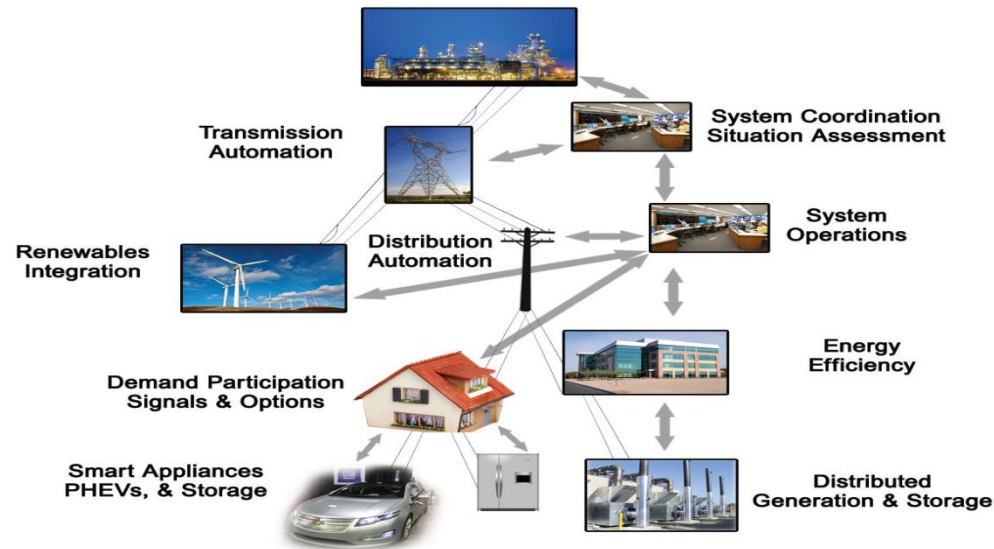 System Coordination
Situation Assessment
Transmission
Automation
System
Operations
Distribution
Automation
Renewables
Integration
Energy
Efficiency
Demand Participation
Signals & Options
Smart Appliances
PHEVs, & Storage
Distributed
Generation & Storage